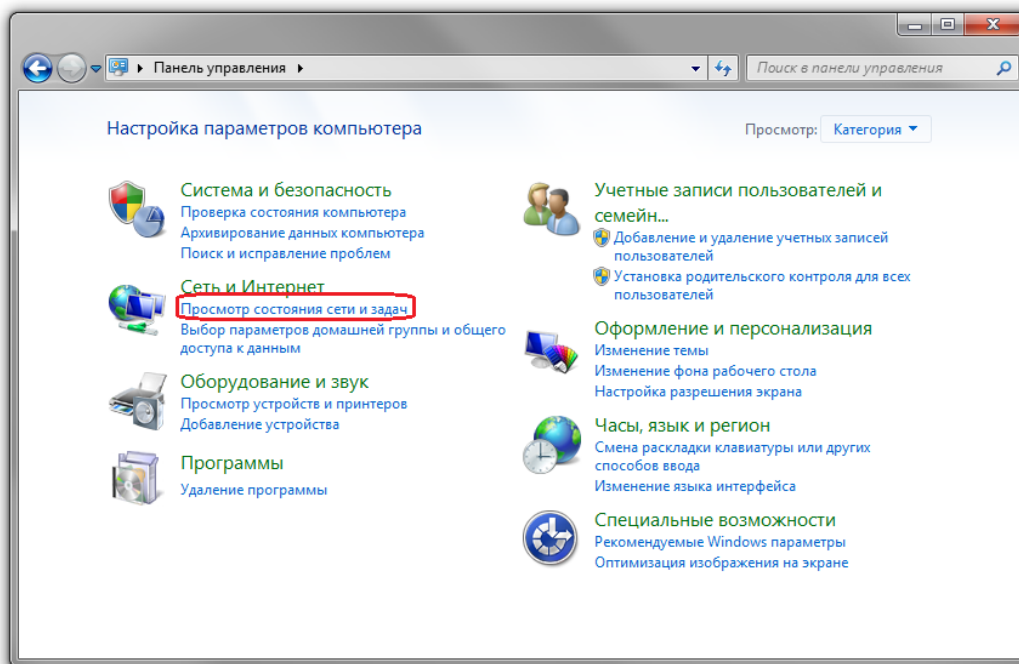 Панель управления
Поиск в панели управления
Настройка параметров компьютера
Просмотр: Категория
Система и безопасность
Проверка состояния компьютера
Архивирование данных компьютера
Поиск и исправление проблем
Сеть и Интернет
Просмотр состояния сети и задач
Выбор параметров домашней группы и общего
доступа к данным
Оборудование и звук
Просмотр устройств и принтеров
Добавление устройства
Программы
Удаление программы
Учетные записи пользователей и
семейн...
Добавление и удаление учетных записей
пользователей
Установка родительского контроля для всех
пользователей
Оформление и персонализация
Изменение темы
Изменение фона рабочего стола
Настройка разрешения экрана
Часы, язык и регион
Смена раскладки клавиатуры или других
способов ввода
Изменение языка интерфейса
Специальные возможности
Рекомендуемые Windows параметры
Оптимизация изображения на экране